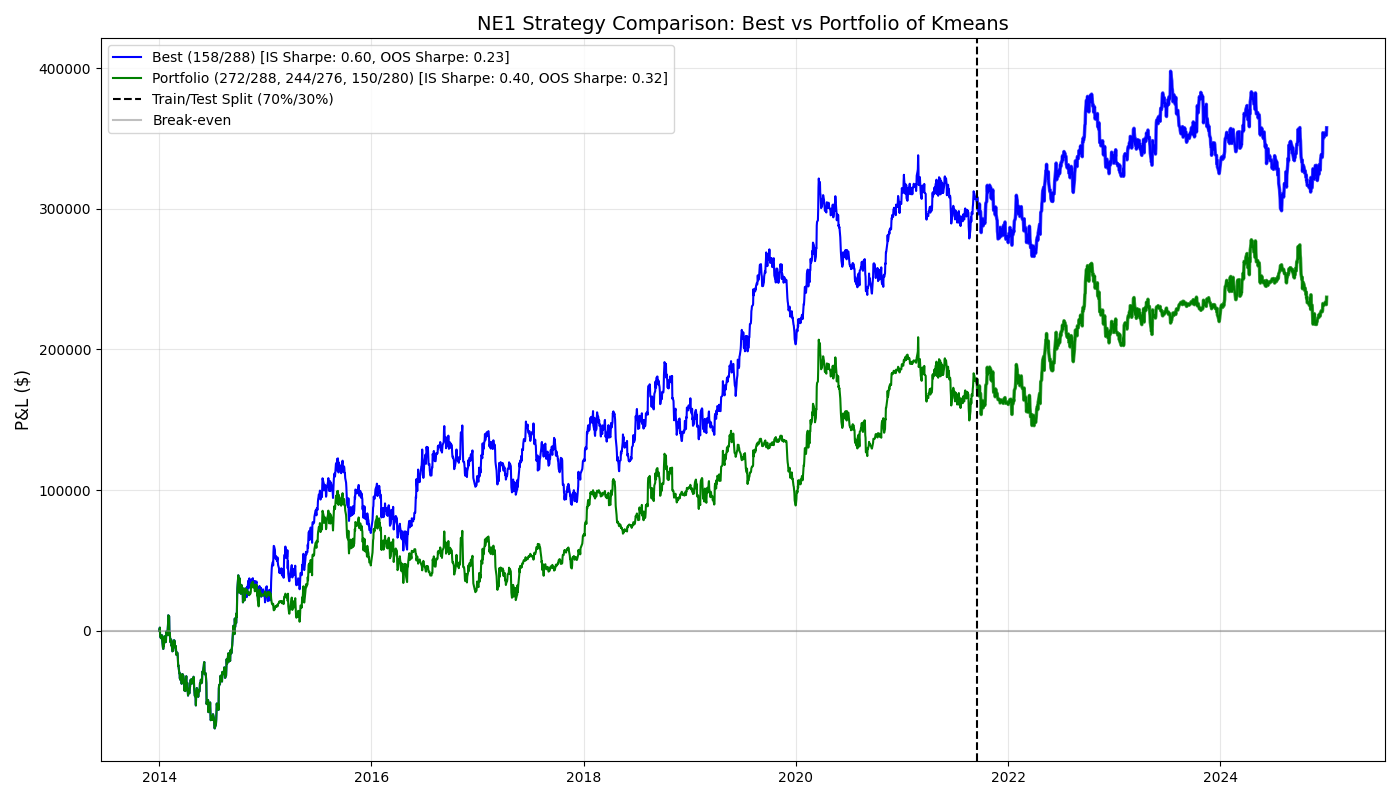 NE1 Strategy Comparison: Best vs Portfolio of Kmeans
Best (158/288) [IS Sharpe: 0.60, OOS Sharpe: 0.23]
Portfolio (272/288, 244/276, 150/280) [IS Sharpe: 0.40, OOS Sharpe: 0.32]
Train/Test Split (70%/30%)
Break-even
P&L ($)
400000
300000
200000
100000
0
2014
2016
2018
2020
2022
2024